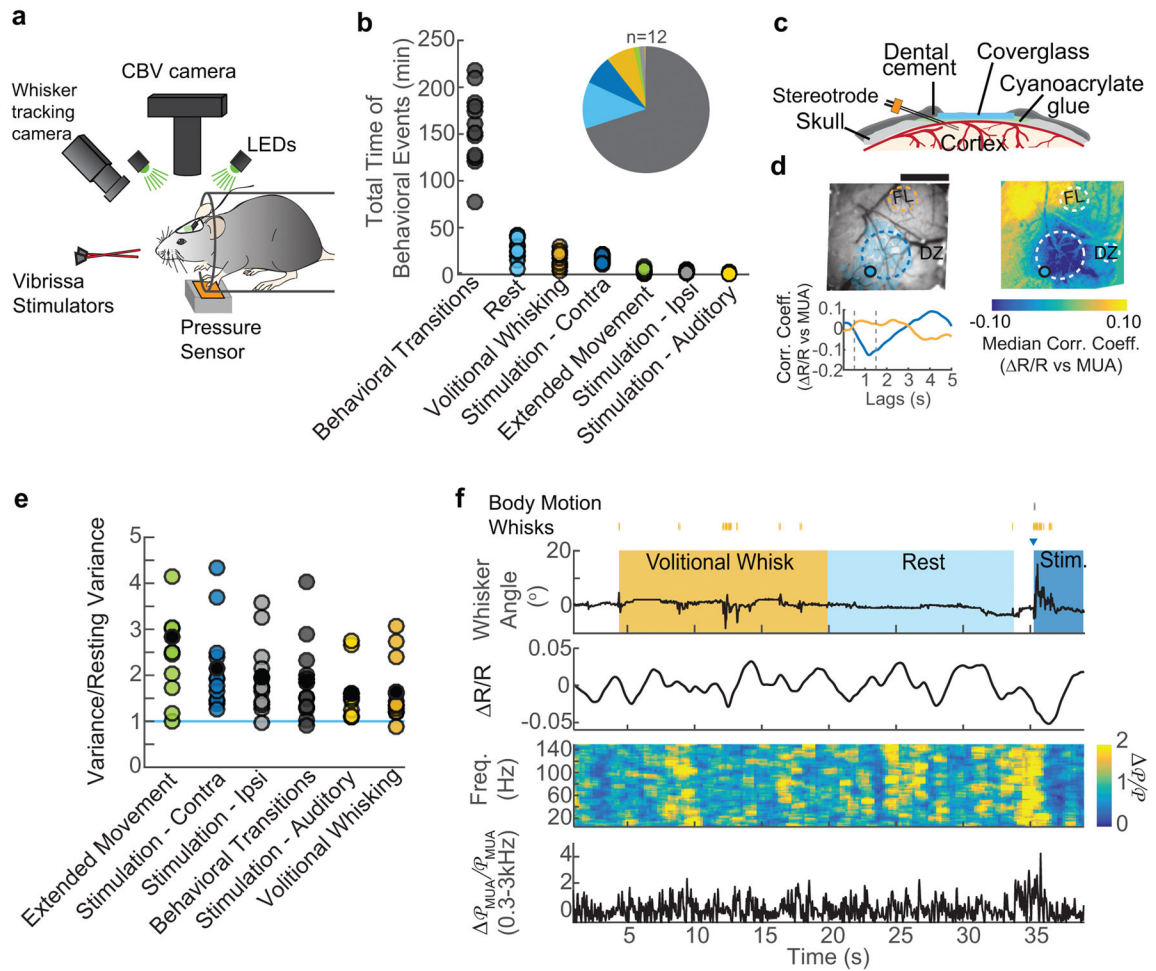 a
CBV camera
Whisker
tracking
camera
LEDs
Vibrissa
Stimulators
Pressure
Sensor
b
n=12
Total Time of
Behavioral Events (min)
250
200
150
100
50
0
Behavioral Transitions
Rest
Volitional Whisking
Stimulation - Contra
Extended Movement
Stimulation - Ipsi
Stimulation - Auditory
c
Dental
cement
Coverglass
Cyanoacrylate
glue
Stereotrode
Skull
Cortex
d
FL
DZ
FL
DZ
Corr. Coeff.
(ΔR/R vs MUA)
0.1
0
-0.1
-0.2
0 1 2 3 4 5
Lags (s)
-0.10 0.10
Median Corr. Coeff.
(ΔR/R vs MUA)
e
Variance/Resting Variance
5
4
3
2
1
0
Extended Movement
Stimulation - Contra
Stimulation - Ipsi
Behavioral Transitions
Stimulation - Auditory
Volitional Whisking
f
Body Motion
Whisks
Whisker
Angle
(º)
20
0
Volitional Whisk
Rest
Stim.
ΔR/R
0.05
0
-0.05
Freq.
(Hz)
140
100
60
20
2
1
0
Δ𝒫/𝒫
Δ𝒫MUA/𝒫MUA
(0.3-3kHz)
4
2
0
5 10 15 20 25 30 35
Time (s)